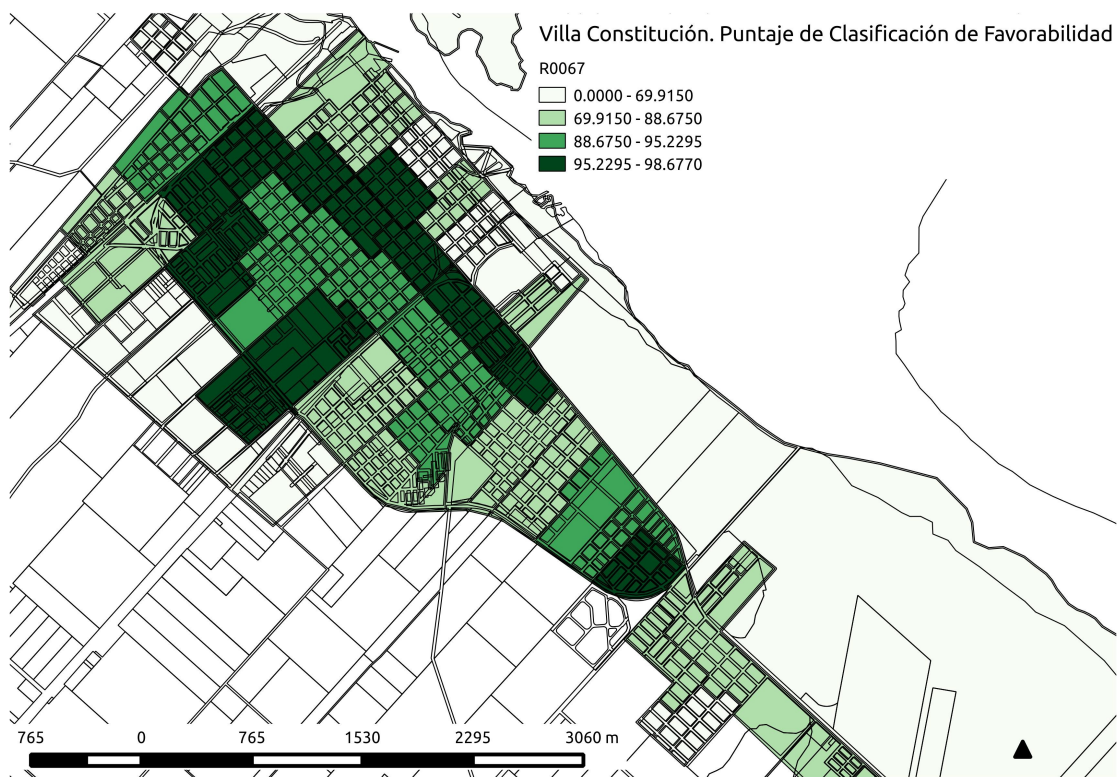 Villa Constitución. Puntaje de Clasificación de Favorabilidad
R0067
0.0000 - 69.9150
69.9150 - 88.6750
88.6750 - 95.2295
95.2295 - 98.6770
765 0 765 1530 2295 3060 m